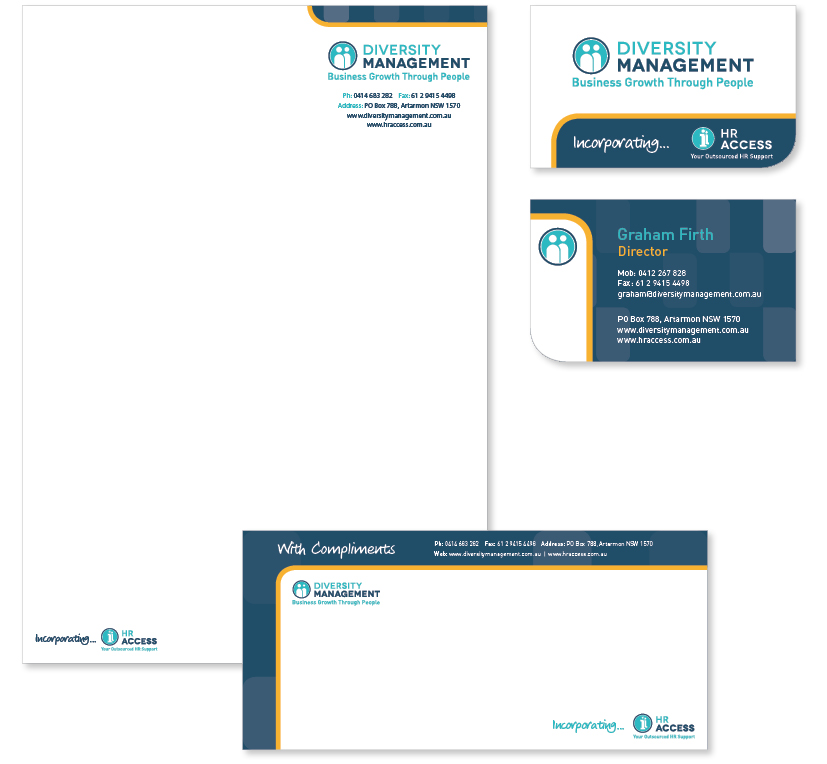 DIVERSITY
MANAGEMENT
Business Growth Through People
Ph: 0414 683 282 Fax: 61 2 9415 4498
Address: PO Box 788, Artarmon NSW 1570
www.diversitymanagement.com.au
www.hraccess.com.au
Incorporating...
HR
ACCESS
Your Outsourced HR Support
DIVERSITY
MANAGEMENT
Business Growth Through People
Incorporating...
HR
ACCESS
Your Outsourced HR Support
Graham Firth
Director
Mob: 0412 267 828
Fax: 61 2 9415 4498
graham@diversitymanagement.com.au
PO Box 788, Artarmon NSW 1570
www.diversitymanagement.com.au
www.hraccess.com.au
With Compliments
Ph: 0414 683 282 Fax: 61 2 9415 4498 Address: PO Box 788, Artarmon NSW 1570
Web: www.diversitymanagement.com.au | www.hraccess.com.au
DIVERSITY
MANAGEMENT
Business Growth Through People
Incorporating...
HR
ACCESS
Your Outsourced HR Support